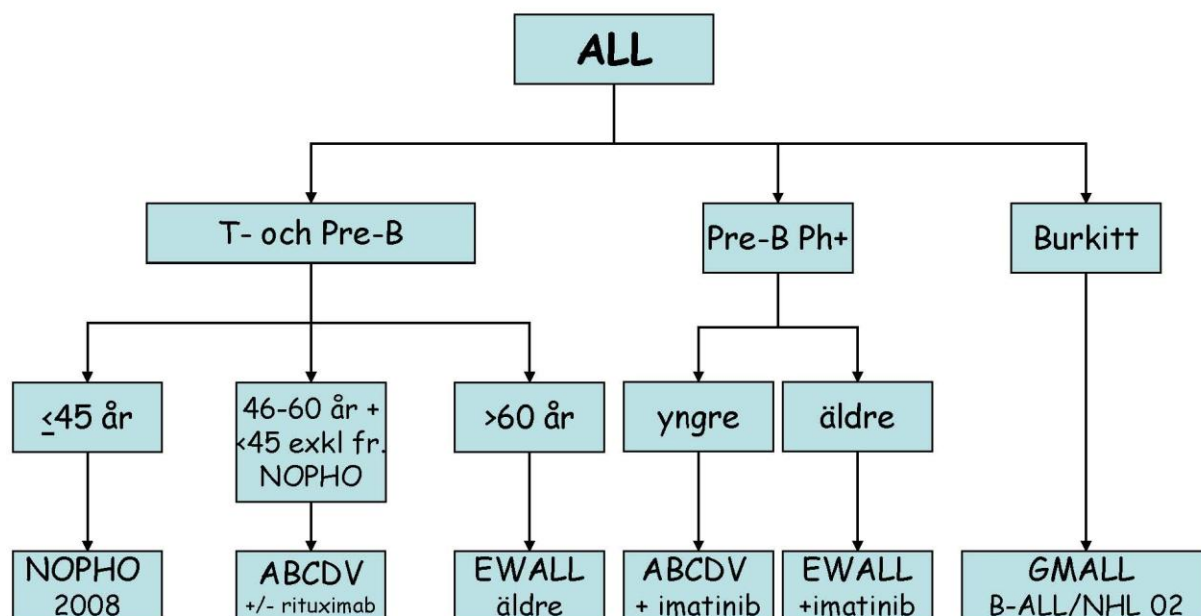 ALL
T- och Pre-B
Pre-B Ph+
Burkitt
≤45 år
46-60 år +
<45 exkl fr.
NOPHO
>60 år
yngre
äldre
NOPHO
2008
ABCDV
+/- rituximab
EWALL
äldre
ABCDV
+ imatinib
EWALL
+imatinib
GMALL
B-ALL/NHL 02